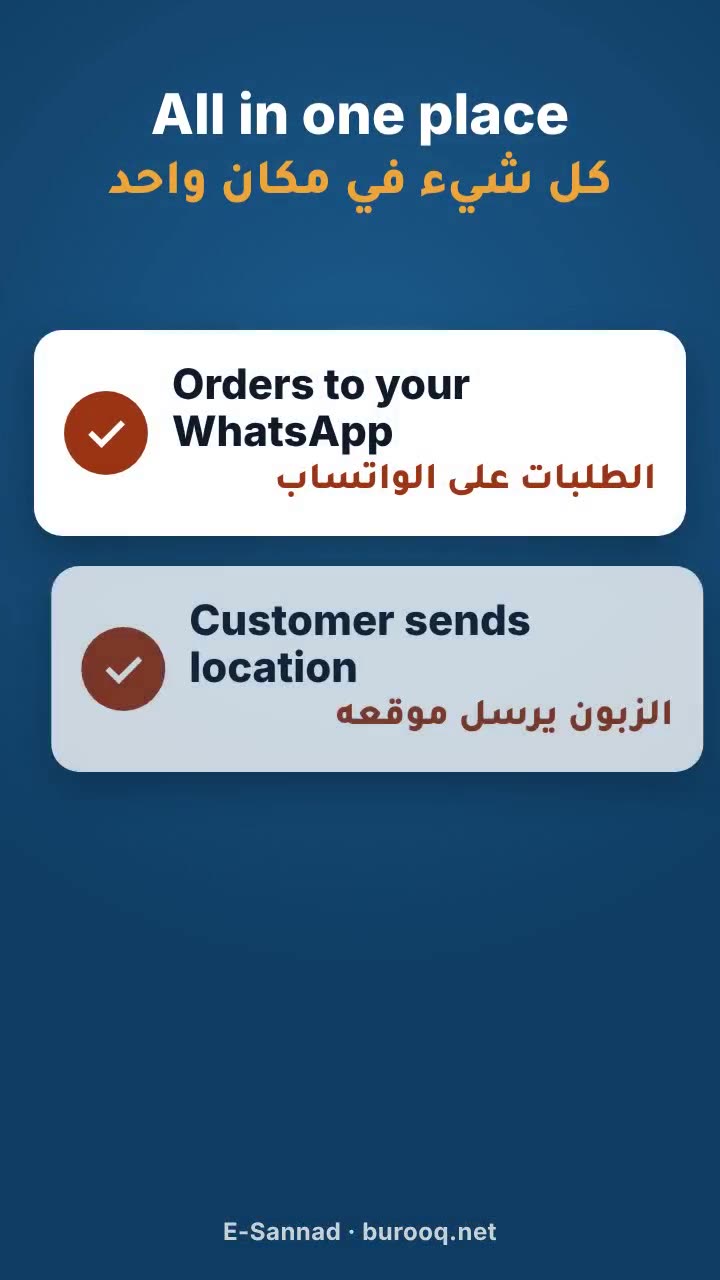 All in one place
كل شيء في مكان واحد
Orders to your
WhatsApp
الطلبات على الواتساب
Customer sends
location
الزبون يرسل موقعه
E-Sannad · burooq.net